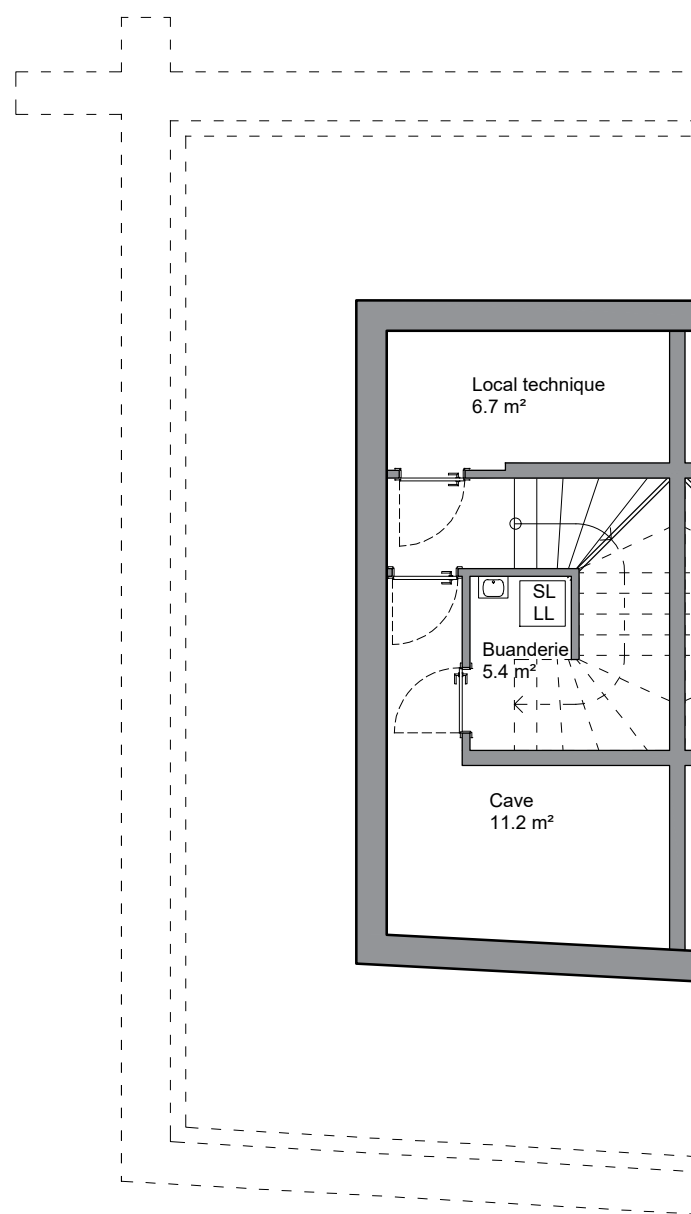 Local technique
6.7 m²
SL
LL
Buanderie
5.4 m²
Cave
11.2 m²